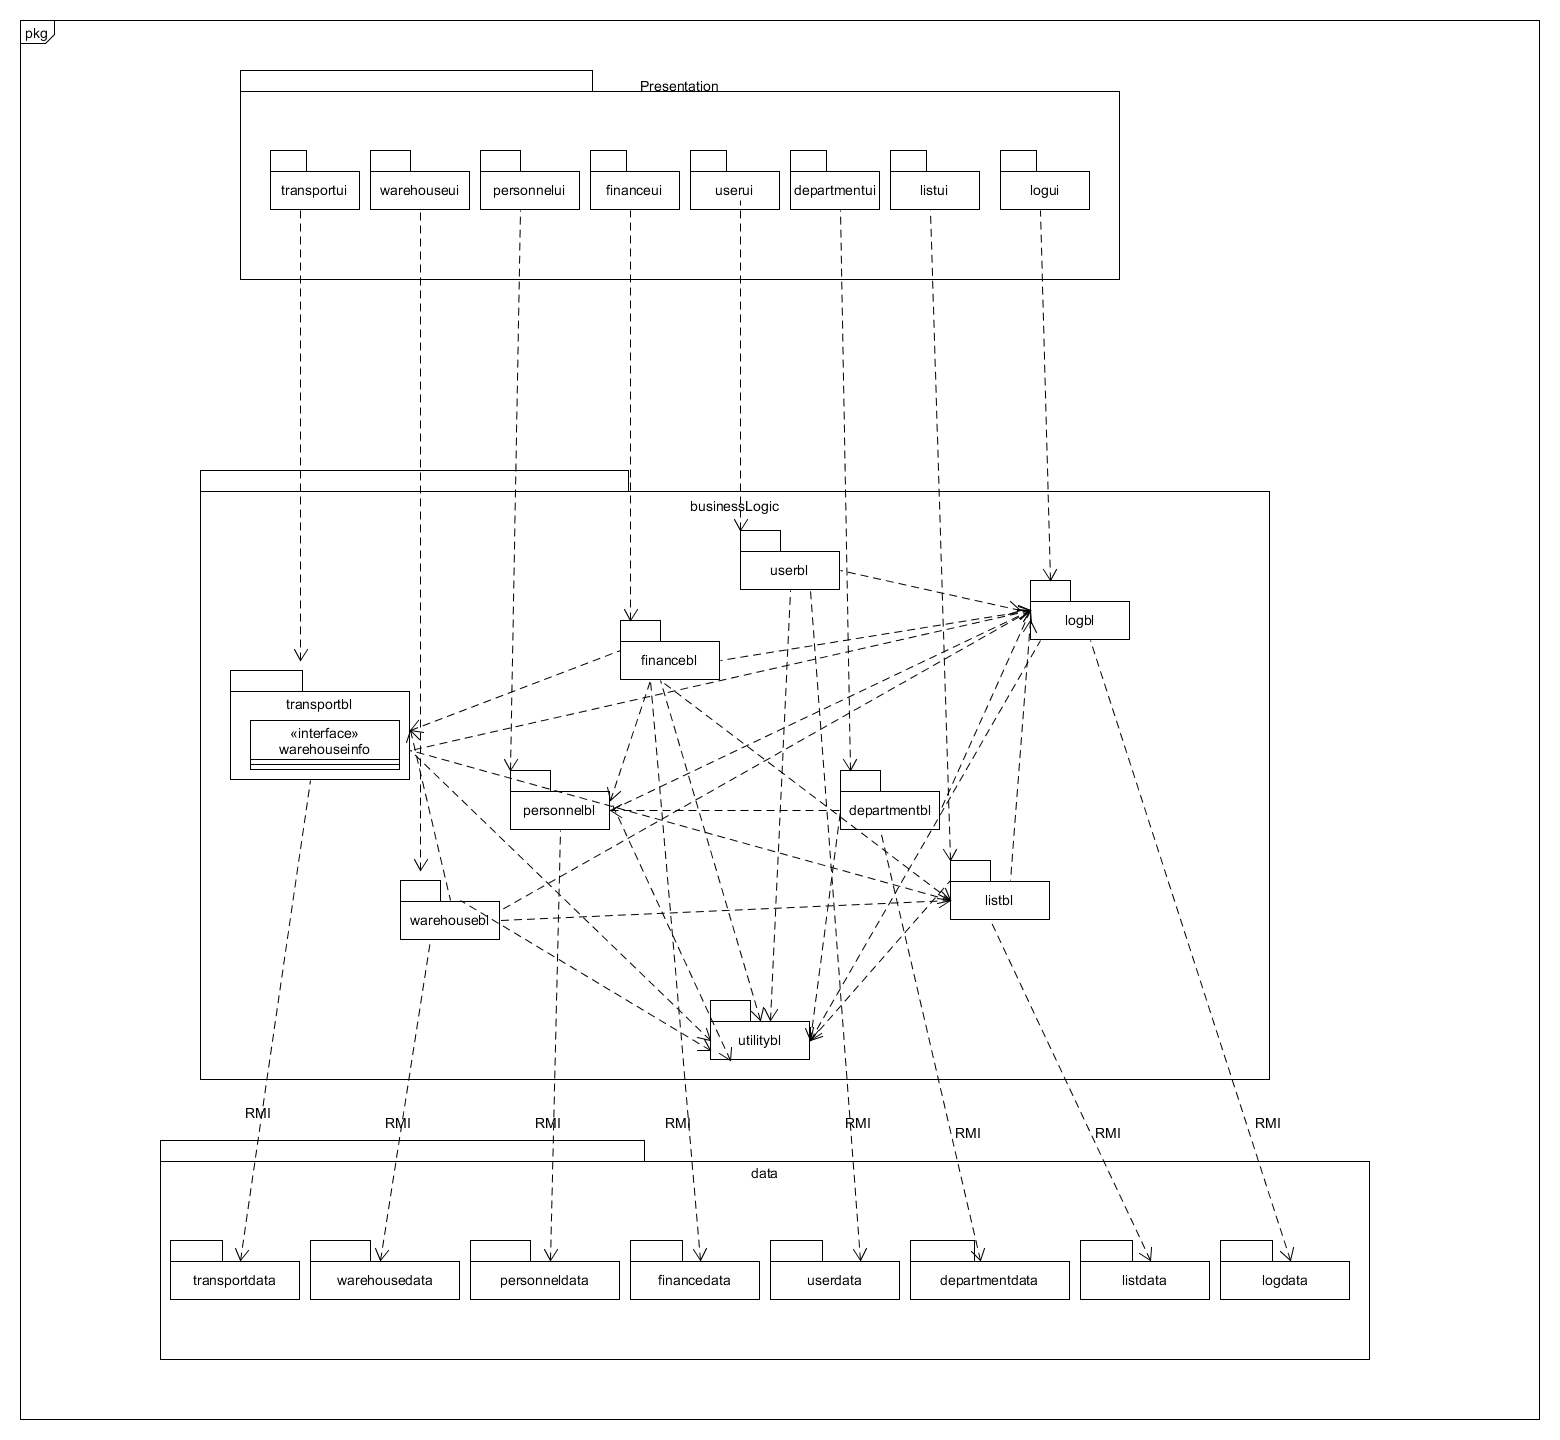 pkg
Presentation
transportui
warehouseui
personnelui
financeui
userui
departmentui
listui
logui
businessLogic
userbl
logbl
financebl
transportbl
«interface»
warehouseinfo
personnelbl
departmentbl
listbl
warehousebl
utilitybl
RMI
RMI
RMI
RMI
RMI
RMI
RMI
RMI
data
transportdata
warehousedata
personneldata
financedata
userdata
departmentdata
listdata
logdata